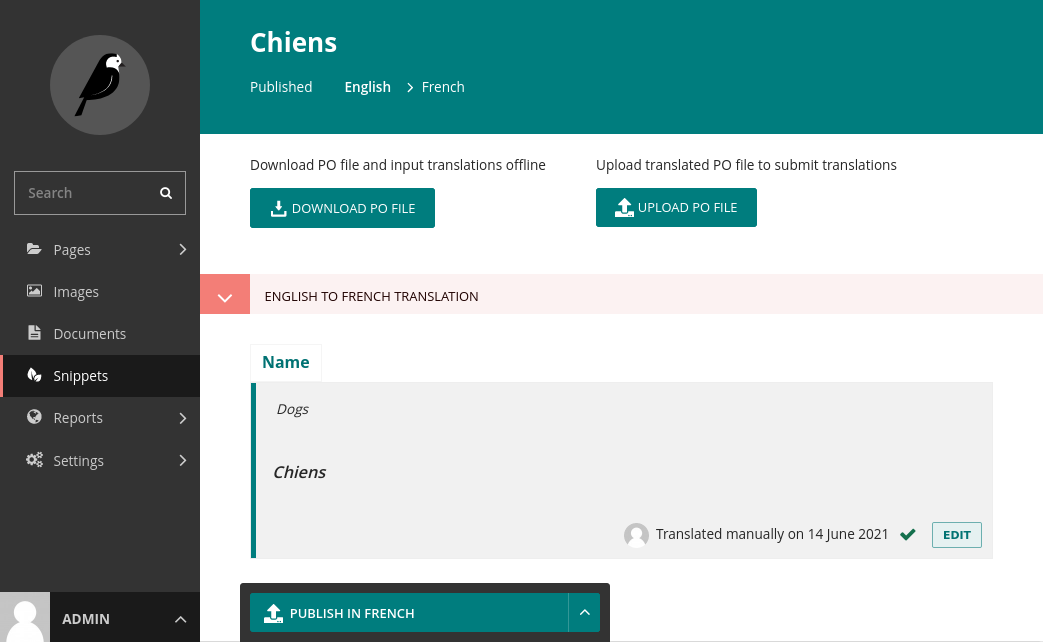 Chiens
Published English French
Search
Pages
Images
Documents
Snippets
Reports
Settings
ADMIN
Download PO file and input translations offline
DOWNLOAD PO FILE
Upload translated PO file to submit translations
UPLOAD PO FILE
ENGLISH TO FRENCH TRANSLATION
Name
Dogs
Chiens
Translated manually on 14 June 2021
EDIT
PUBLISH IN FRENCH